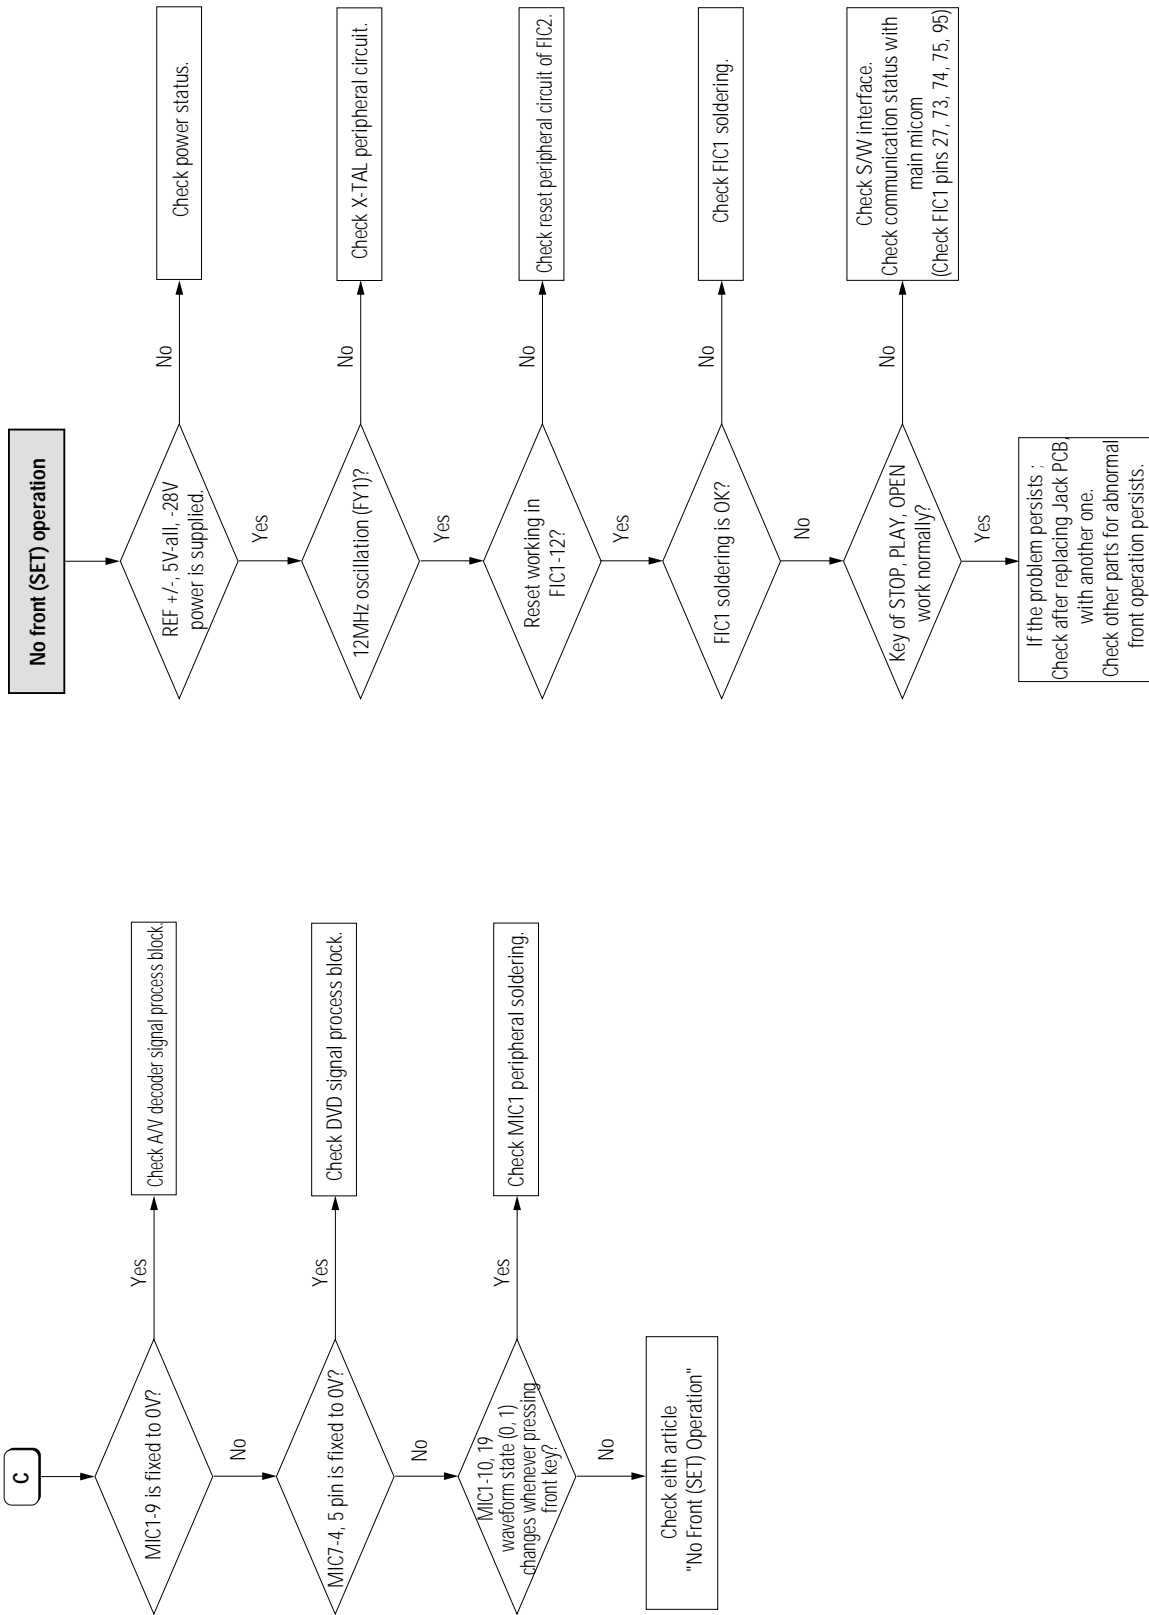 C
MIC1-9 is fixed to 0V?
Yes
Check A/V decoder signal process block.
No
MIC7-4, 5 pin is fixed to 0V?
Yes
Check DVD signal process block.
No
MIC1-10, 19
waveform state (0, 1)
changes whenever pressing
front key?
Yes
Check MIC1 peripheral soldering.
No
Check eith article
"No Front (SET) Operation"
No front (SET) operation
REF +/-, 5V-all, -28V
power is supplied.
No
Check power status.
Yes
12MHz oscillation (FY1)?
No
Check X-TAL peripheral circuit.
Yes
Reset working in
FIC1-12?
No
Check reset peripheral circuit of FIC2.
Yes
FIC1 soldering is OK?
No
Check FIC1 soldering.
No
Key of STOP, PLAY, OPEN
work normally?
No
Check S/W interface.
Check communication status with
main micom
(Check FIC1 pins 27, 73, 74, 75, 95)
Yes
If the problem persists ;
Check after replacing Jack PCB,
with another one.
Check other parts for abnormal
front operation persists.